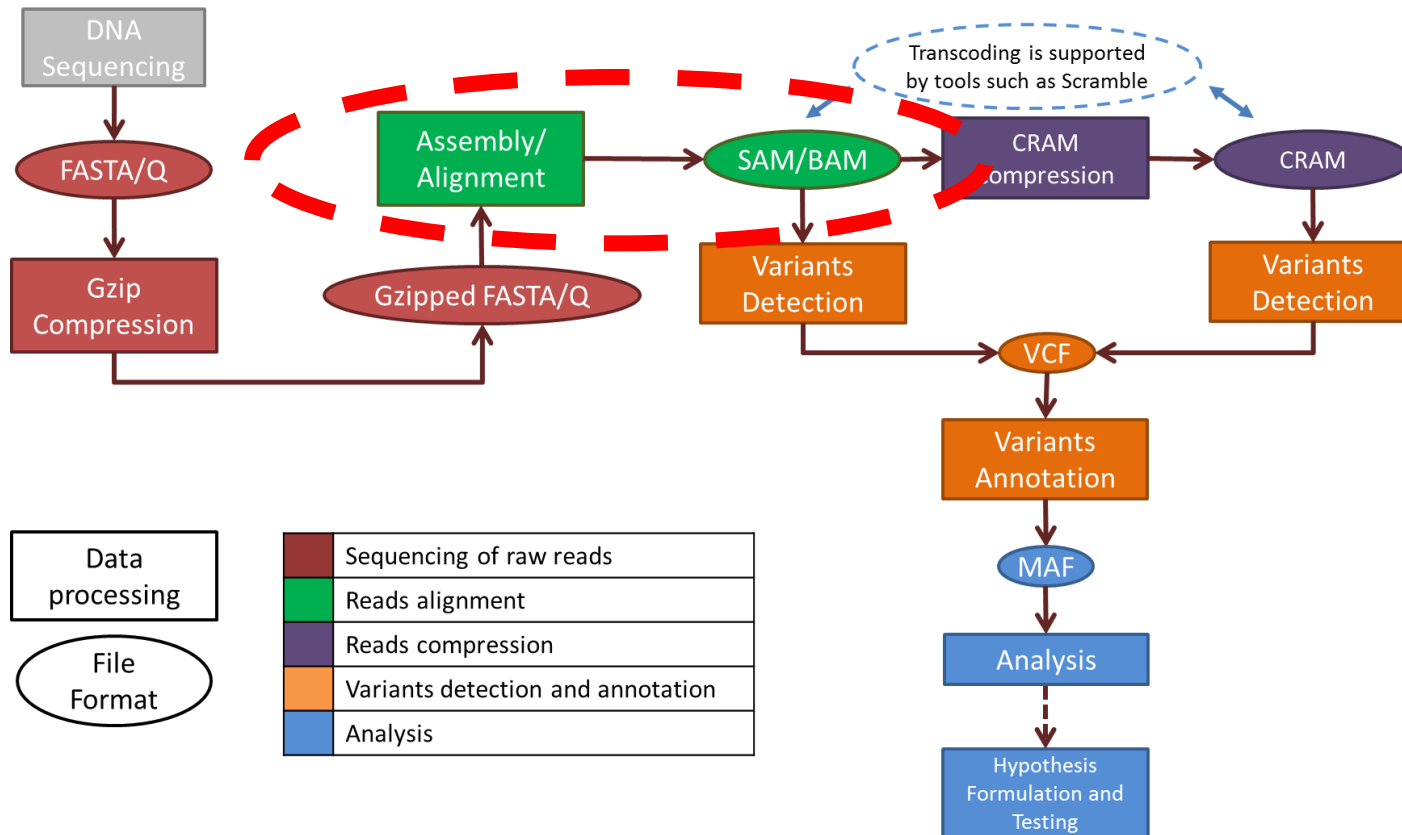 DNA
Sequencing
Transcoding is supported
by tools such as Scramble
FASTA/Q
Assembly/
Alignment
SAM/BAM
CRAM
Compression
CRAM
Gzip
Compression
Gzipped FASTA/Q
Variants
Detection
Variants
Detection
VCF
Variants
Annotation
MAF
Analysis
Hypothesis
Formulation and
Testing
Data
processing
File
Format
Sequencing of raw reads
Reads alignment
Reads compression
Variants detection and annotation
Analysis